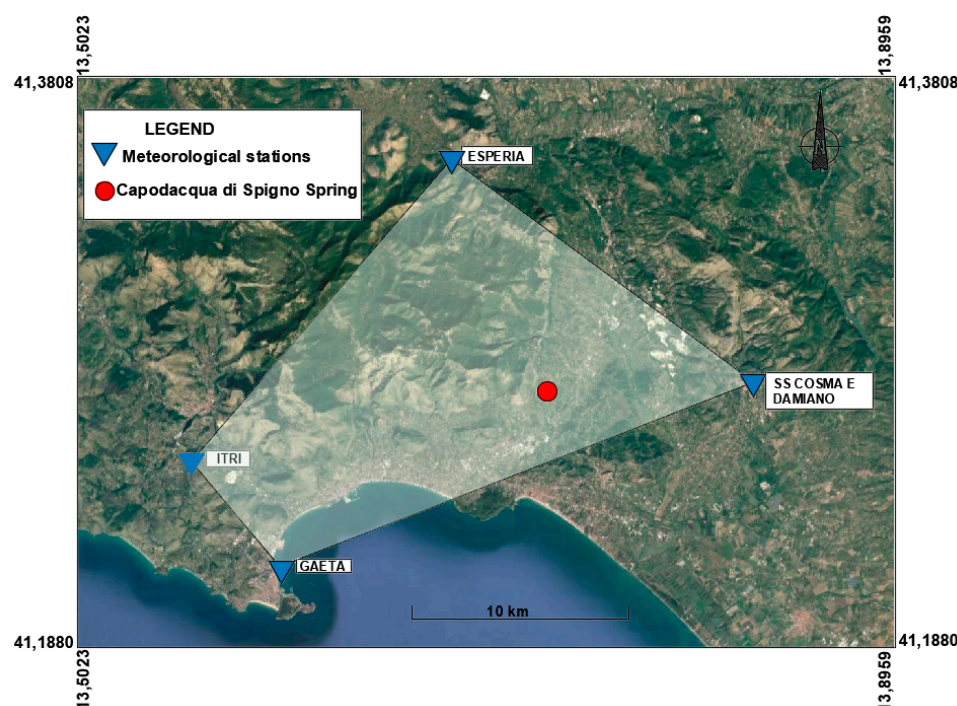 13,5023
13,8959
41,3808
41,3808
LEGEND
Meteorological stations
Capodacqua di Spigno Spring
ESPERIA
SS COSMA E
DAMIANO
ITRI
GAETA
10 km
41,1880
41,1880
13,5023
13,8959